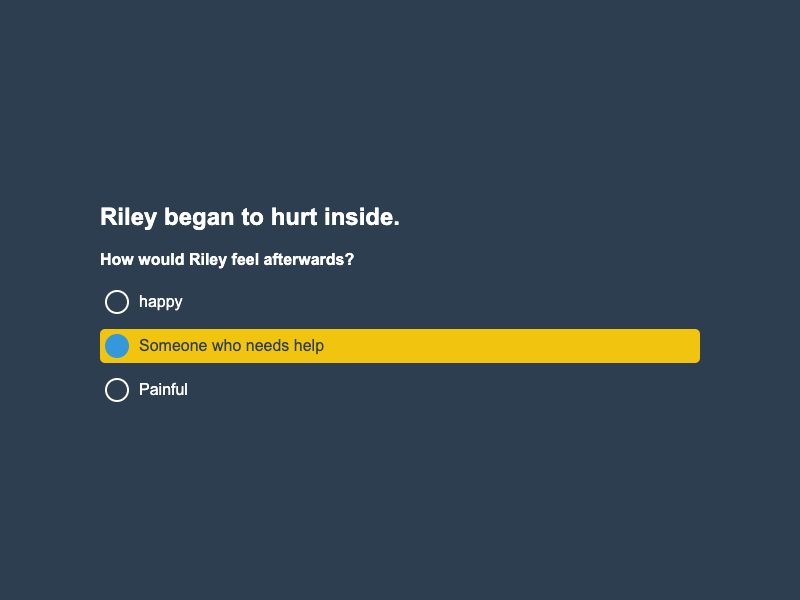 Riley began to hurt inside.
How would Riley feel afterwards?
happy
Someone who needs help
Painful